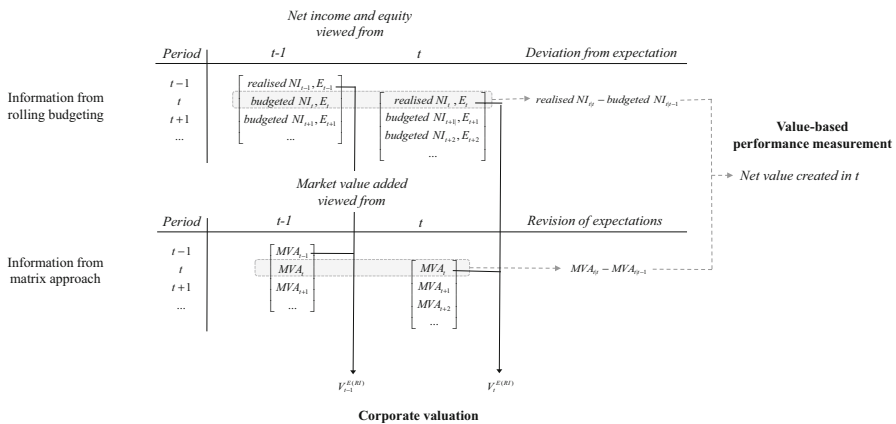 Net income and equity
viewed from
Period t-1 t Deviation from expectation
Information from
rolling budgeting
t−1 realised NI_{t−1}, E_{t−1}
t budgeted NI_t, E_t realised NI_t, E_t realised NI_{t|t} − budgeted NI_{t|t−1}
t+1 budgeted NI_{t+1}, E_{t+1} budgeted NI_{t+1|}, E_{t+1}
... ... budgeted NI_{t+2}, E_{t+2}
...
Value-based
performance measurement
Net value created in t
Market value added
viewed from
Period t-1 t Revision of expectations
Information from
matrix approach
t−1 MVA_{t−1}
t MVA_t MVA_t MVA_{t|t} − MVA_{t|t−1}
t+1 MVA_{t+1} MVA_{t+1}
... ... MVA_{t+2}
...
V_{t−1}^{E(RI)} V_t^{E(RI)}
Corporate valuation